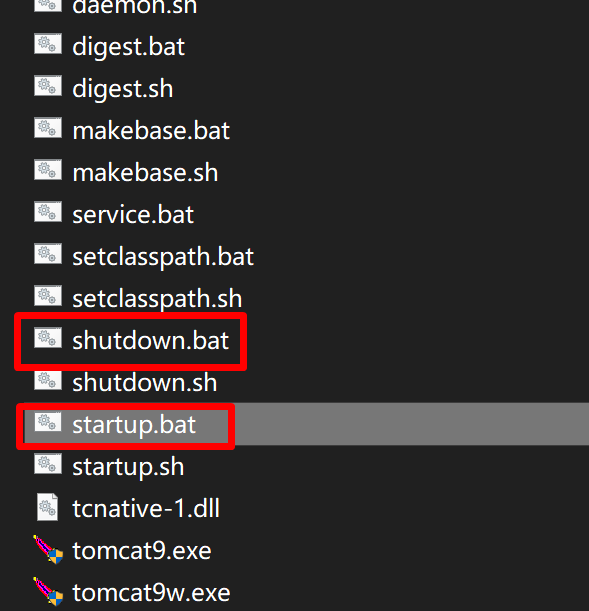 daemon.sh
digest.bat
digest.sh
makebase.bat
makebase.sh
service.bat
setclasspath.bat
setclasspath.sh
shutdown.bat
shutdown.sh
startup.bat
startup.sh
tcnative-1.dll
tomcat9.exe
tomcat9w.exe